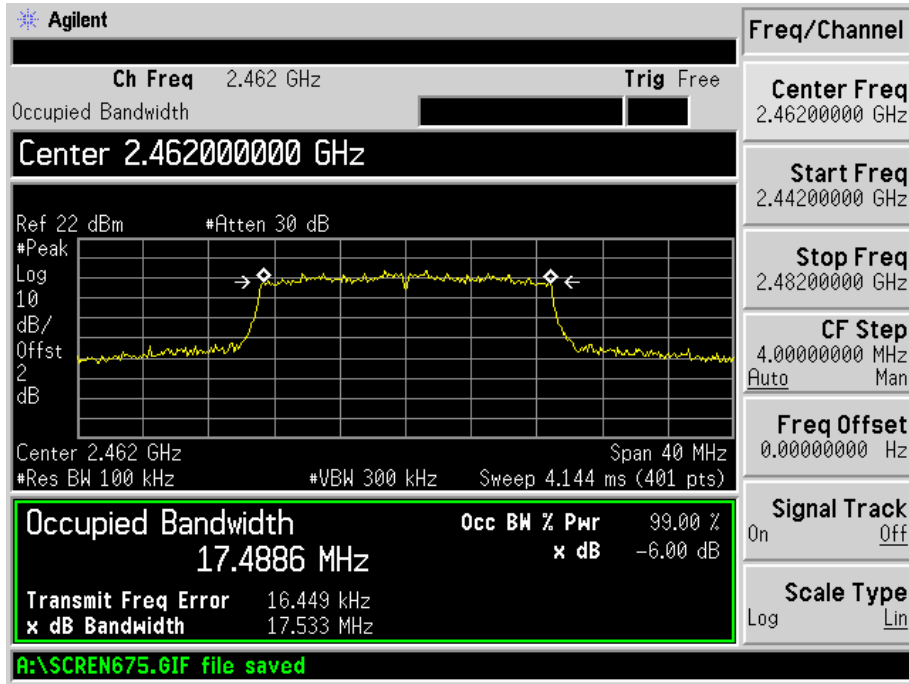 Agilent
Freq/Channel
Ch Freq 2.462 GHz Trig Free
Occupied Bandwidth
Center 2.462000000 GHz
Center Freq
2.46200000 GHz
Start Freq
2.44200000 GHz
Stop Freq
2.48200000 GHz
CF Step
4.00000000 MHz
Auto Man
Freq Offset
0.00000000 Hz
Signal Track
On Off
Scale Type
Log Lin
Ref 22 dBm #Atten 30 dB
#Peak
Log
10
dB/
Offst
2
dB
Center 2.462 GHz Span 40 MHz
#Res BW 100 kHz #VBW 300 kHz Sweep 4.144 ms (401 pts)
Occupied Bandwidth Occ BW % Pwr 99.00 %
17.4886 MHz x dB -6.00 dB
Transmit Freq Error 16.449 kHz
x dB Bandwidth 17.533 MHz
A:\SCREN675.GIF file saved